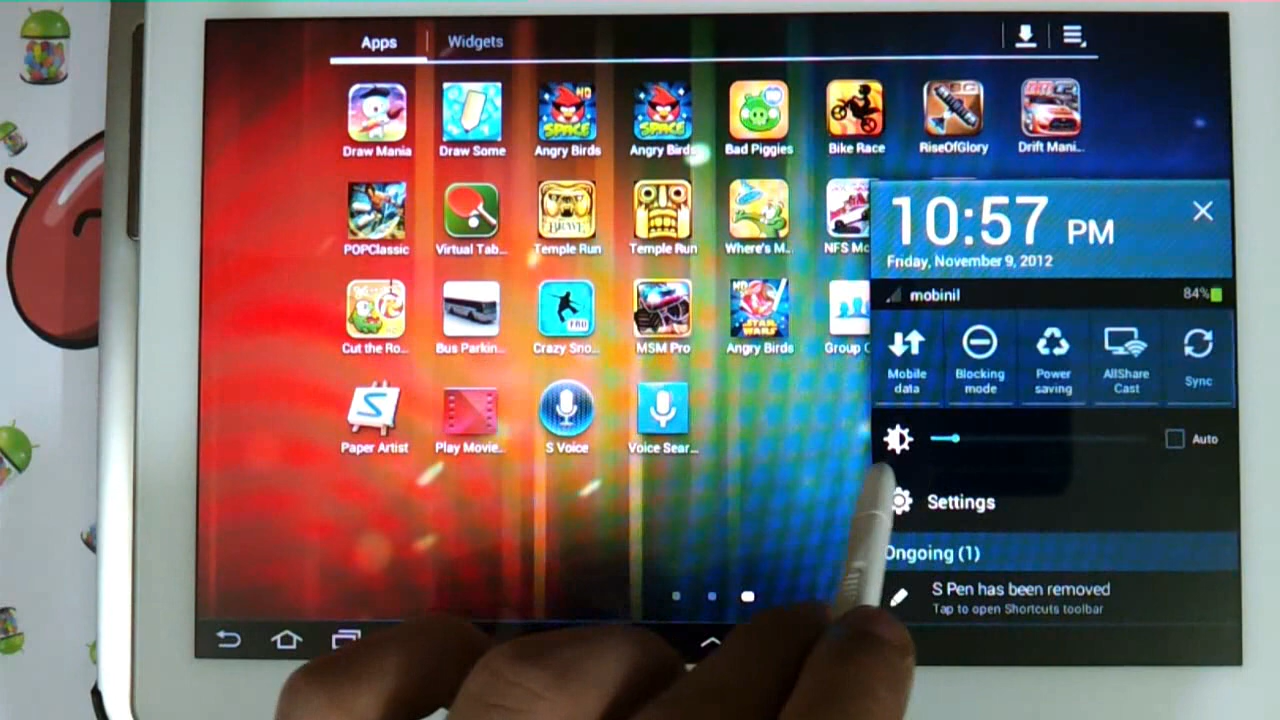 Apps
Widgets
Draw Mania
Draw Some
Angry Birds
Angry Birds
Bad Piggies
Bike Race
RiseOfGlory
Drift Mani...
POPClassic
Virtual Tab...
Temple Run
Temple Run
Where's M...
NFS Mo
10:57 PM
Friday, November 9, 2012
mobinil
84%
Cut the Ro...
Bus Parkin...
Crazy Sno...
MSM Pro
Angry Birds
Group C
Mobile data
Blocking mode
Power saving
AllShare Cast
Sync
Paper Artist
Play Movie...
S Voice
Voice Sear...
Auto
Settings
Ongoing (1)
S Pen has been removed
Tap to open Shortcuts toolbar